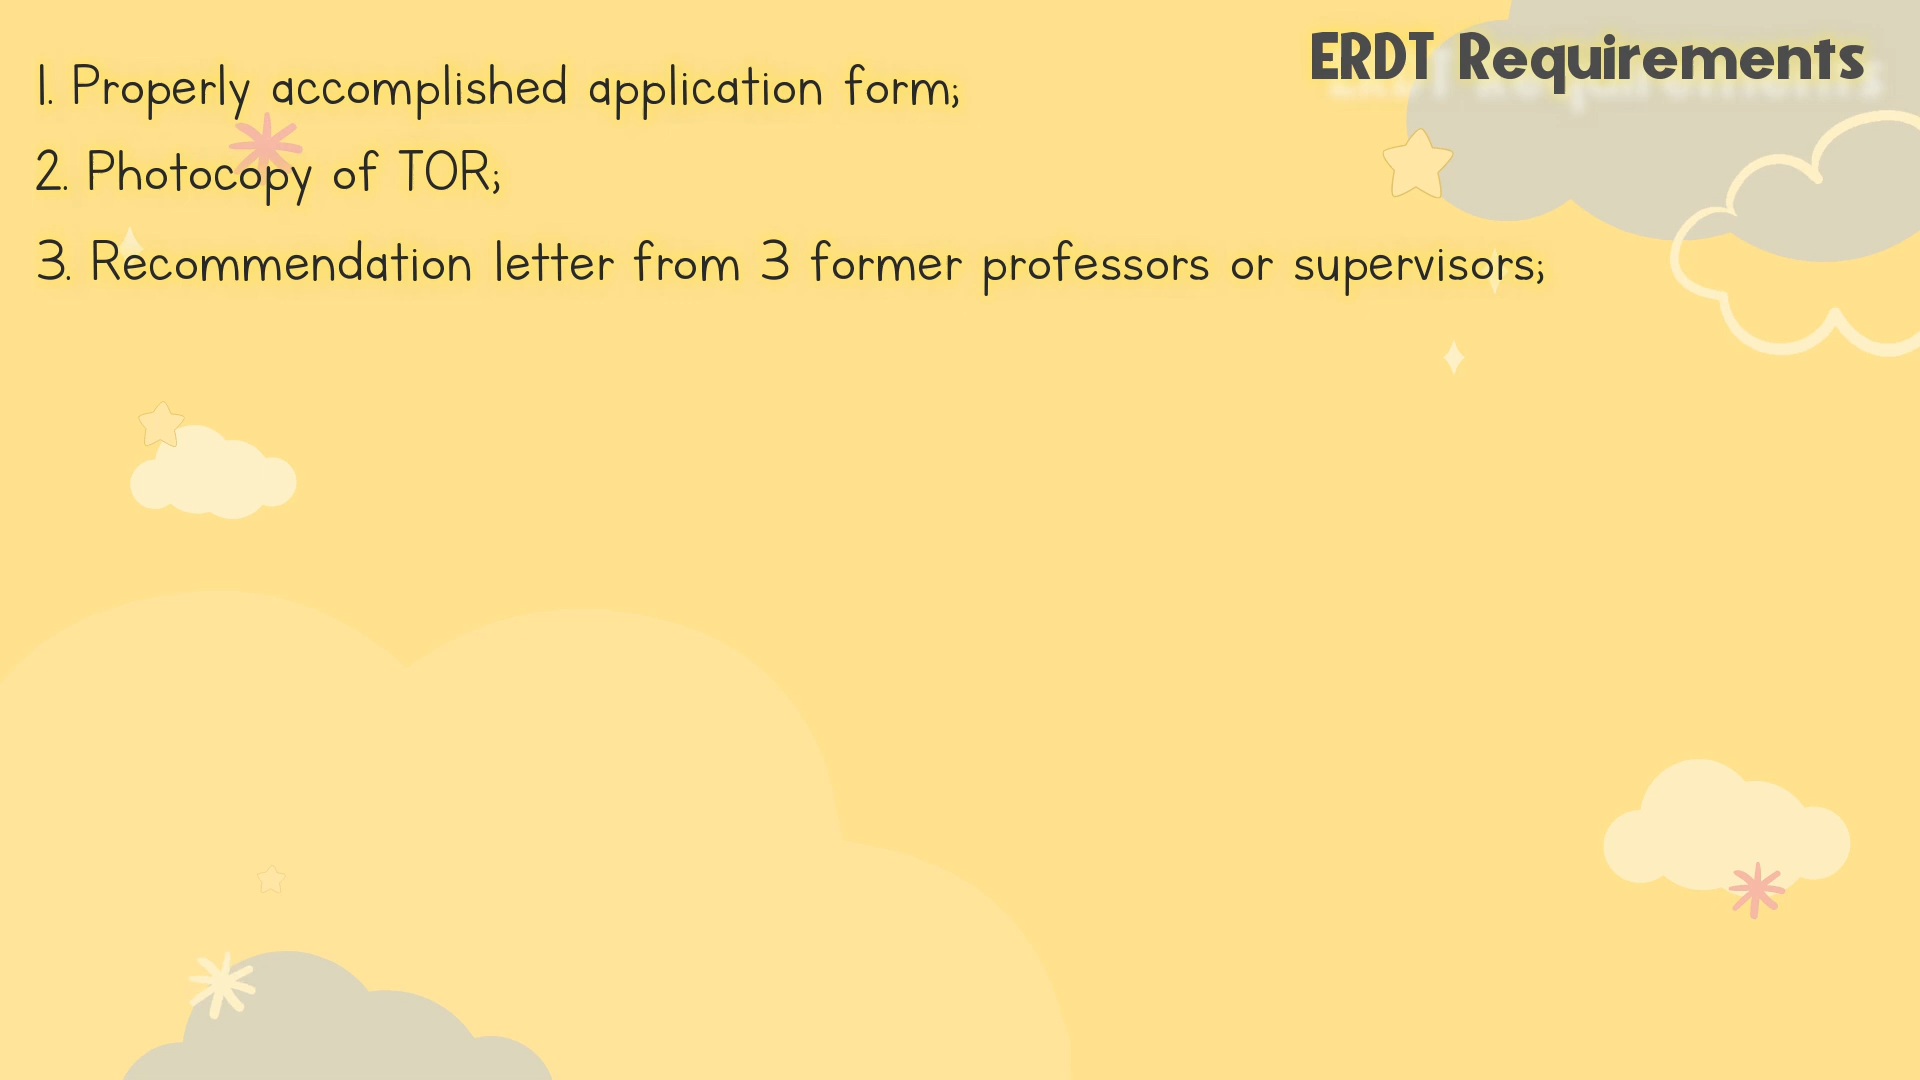 ERDT Requirements
1. Properly accomplished application form;
2. Photocopy of TOR;
3. Recommendation letter from 3 former professors or supervisors;